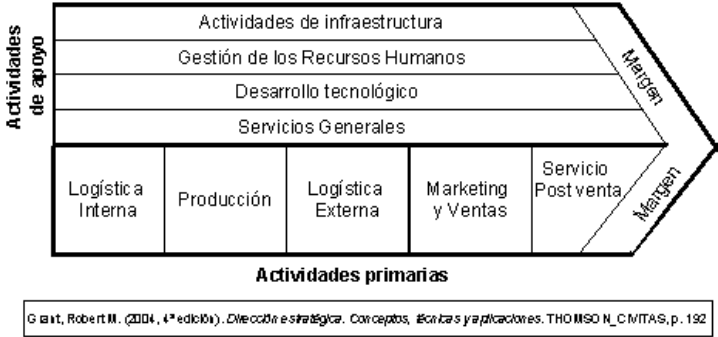 Actividades de apoyo
Actividades de infraestructura
Gestión de los Recursos Humanos
Desarrollo tecnológico
Servicios Generales
Margen
Logística
Interna
Producción
Logística
Externa
Marketing
y Ventas
Servicio
Post venta
Margen
Actividades primarias
Grant, Robert M. (2004, 4ª edición). Dirección estratégica. Conceptos, técnicas y aplicaciones. THOMSON_CIVITAS, p. 192